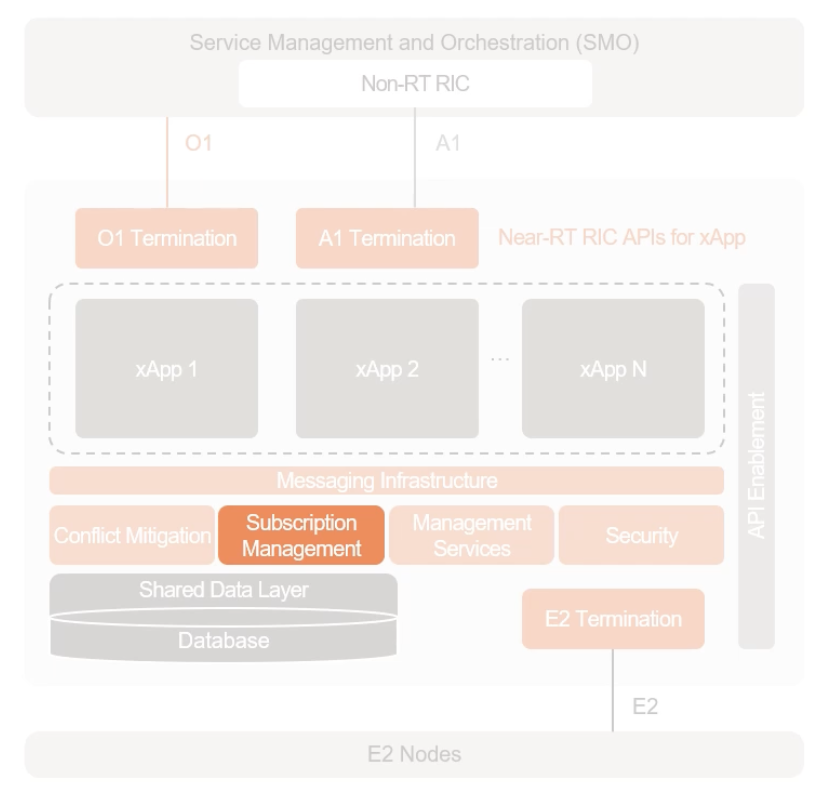 Service Management and Orchestration (SMO)
Non-RT RIC
O1
A1
O1 Termination
A1 Termination
Near-RT RIC APIs for xApp
xApp 1
xApp 2
...
xApp N
API Enablement
Messaging Infrastructure
Conflict Mitigation
Subscription
Management
Management
Services
Security
Shared Data Layer
Database
E2 Termination
E2
E2 Nodes